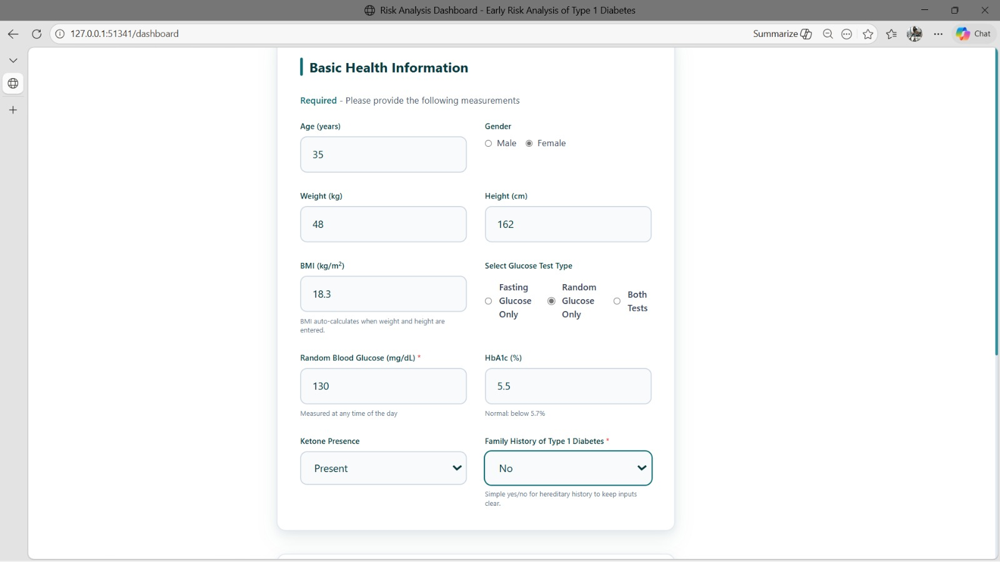 Risk Analysis Dashboard - Early Risk Analysis of Type 1 Diabetes
127.0.0.1:51341/dashboard
Summarize
Chat
Basic Health Information
Required - Please provide the following measurements
Age (years)
35
Gender
Male Female
Weight (kg)
48
Height (cm)
162
BMI (kg/m²)
18.3
BMI auto-calculates when weight and height are
entered.
Select Glucose Test Type
Fasting
Glucose
Only
Random
Glucose
Only
Both
Tests
Random Blood Glucose (mg/dL) *
130
Measured at any time of the day
HbA1c (%)
5.5
Normal: below 5.7%
Ketone Presence
Present
Family History of Type 1 Diabetes *
No
Simple yes/no for hereditary history to keep inputs
clear.